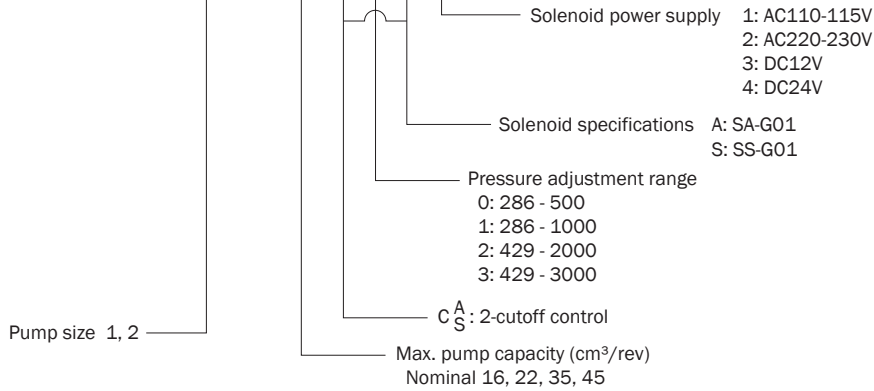 Solenoid power supply 1: AC110-115V
2: AC220-230V
3: DC12V
4: DC24V
Solenoid specifications A: SA-G01
S: SS-G01
Pressure adjustment range
0: 286 - 500
1: 286 - 1000
2: 429 - 2000
3: 429 - 3000
C A/S : 2-cutoff control
Pump size 1, 2
Max. pump capacity (cm³/rev)
Nominal 16, 22, 35, 45